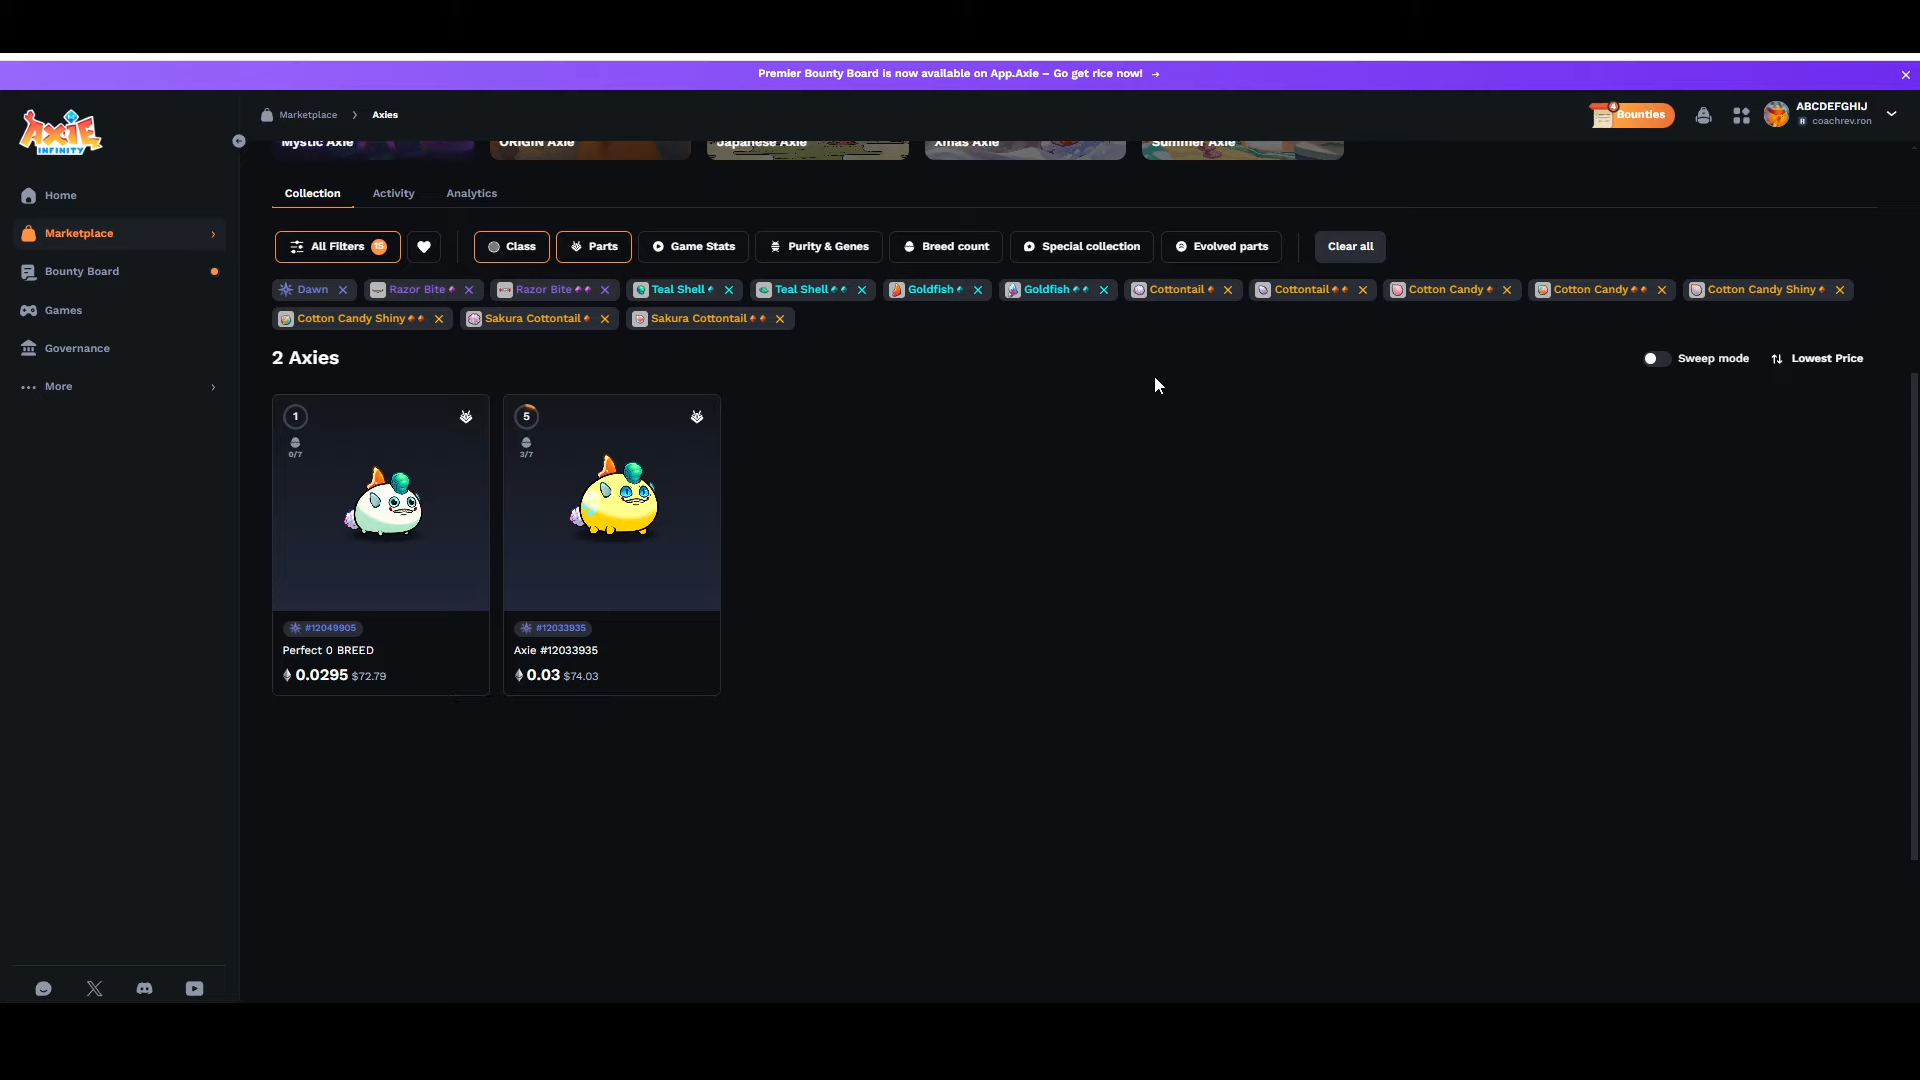 Premier Bounty Board is now available on App.Axie – Go get rice now! →
AXIE
INFINITY
Marketplace > Axies
4
Bounties
ABCDEFGHIJ
coachrev.ron
Mystic Axie
ORIGIN Axie
Japanese Axie
Xmas Axie
Summer Axie
Home
Marketplace
Bounty Board
Games
Governance
More
Collection Activity Analytics
All Filters 15 Class Parts Game Stats Purity & Genes Breed count Special collection Evolved parts Clear all
Dawn Razor Bite Razor Bite Teal Shell Teal Shell Goldfish Goldfish Cottontail Cottontail Cotton Candy Cotton Candy Cotton Candy Shiny
Cotton Candy Shiny Sakura Cottontail Sakura Cottontail
2 Axies
Sweep mode Lowest Price
1
0/7
#12049905
Perfect 0 BREED
0.0295 $72.79
5
3/7
#12033935
Axie #12033935
0.03 $74.03